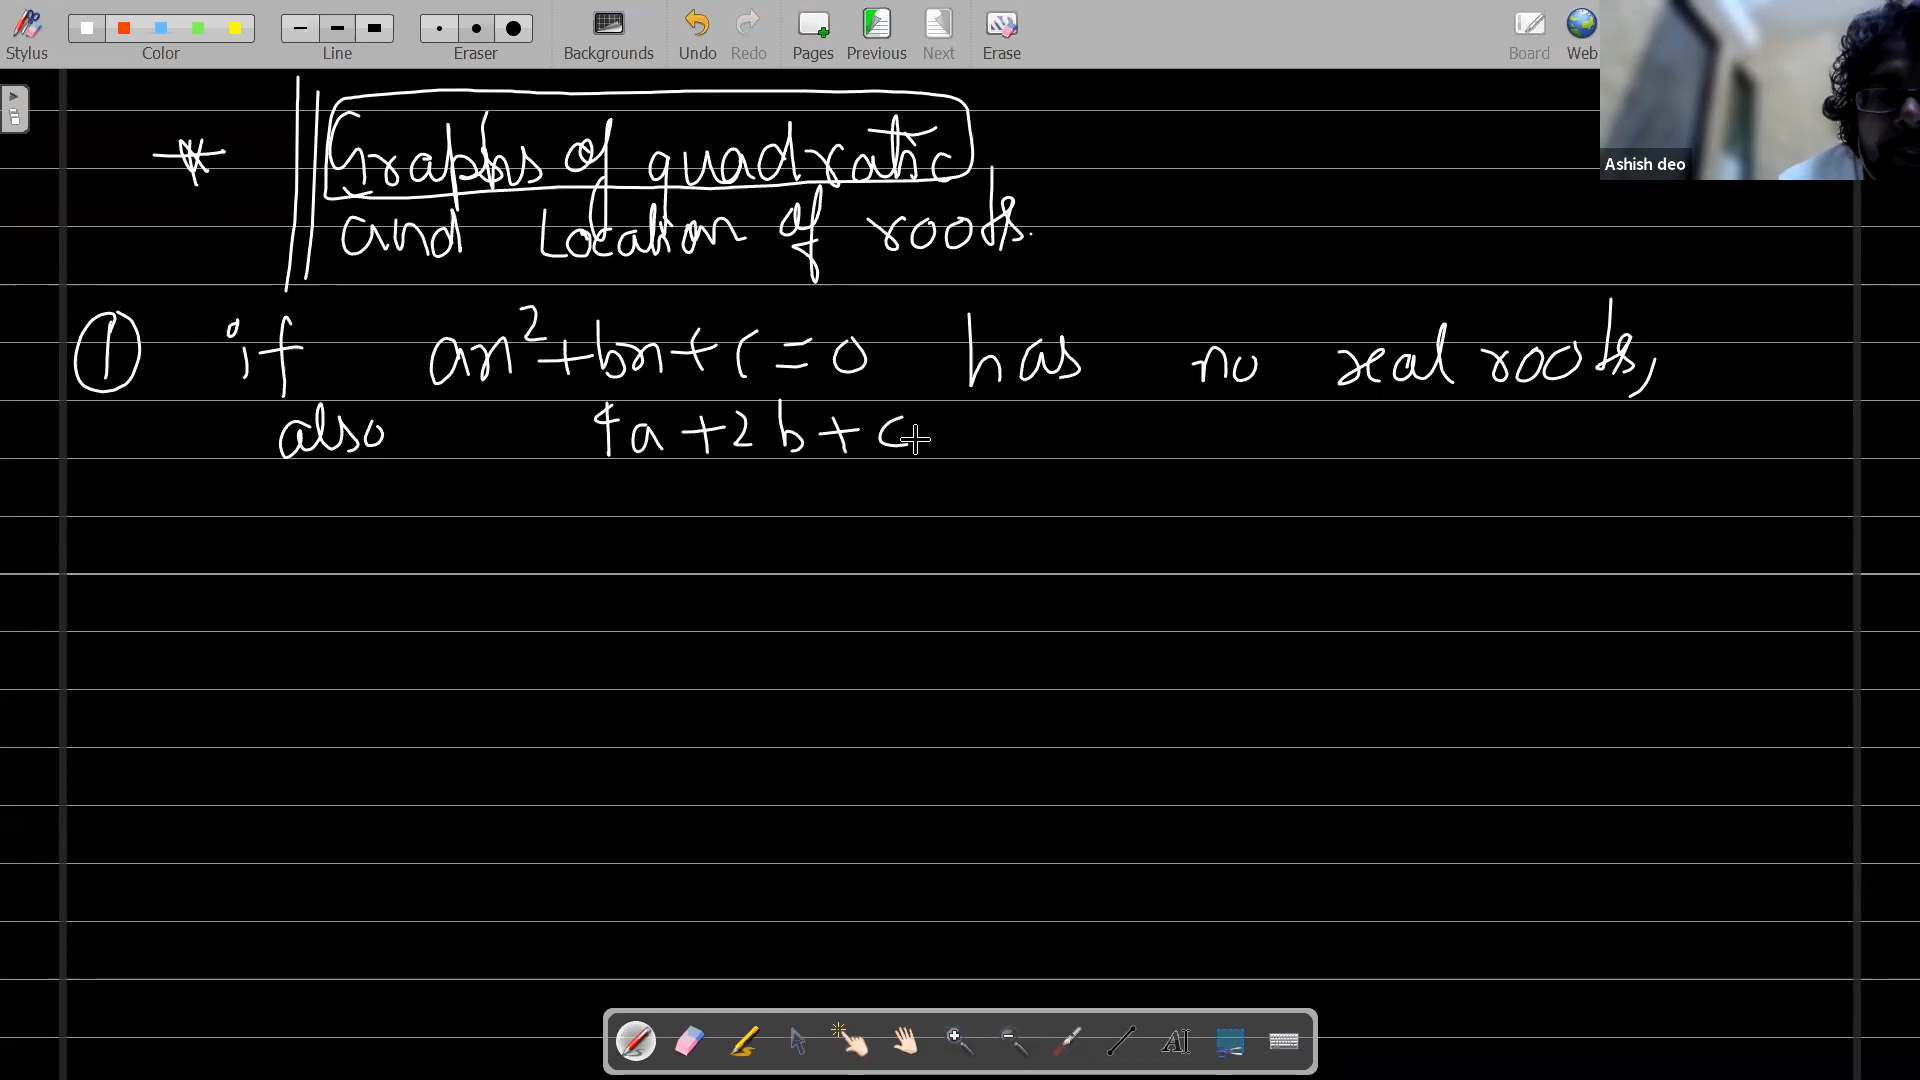 Stylus Color Line Eraser Backgrounds Undo Redo Pages Previous Next Erase Board Web
Ashish deo
* Graphs of quadratic
and Location of roots.
① if ax²+bx+c=0 has no real roots,
also 4a+2b+c